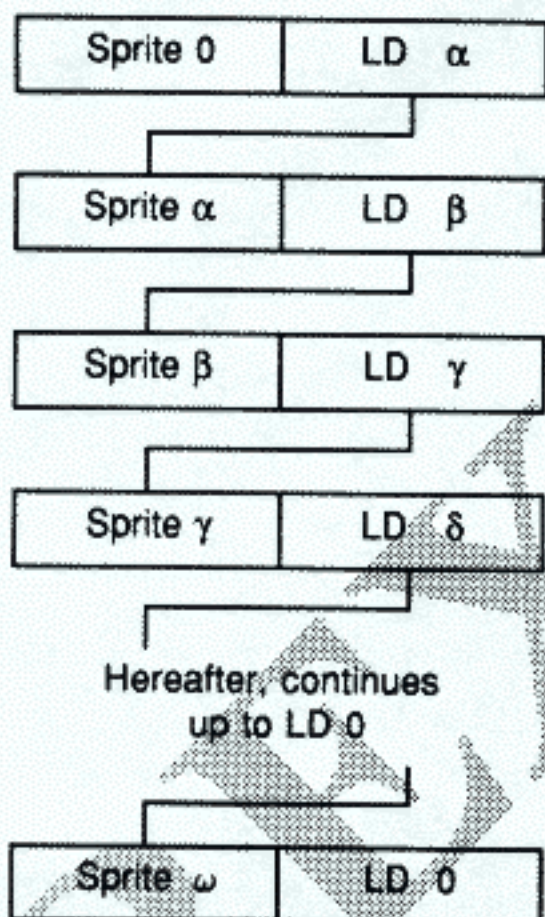 Sprite 0 LD α
Sprite α LD β
Sprite β LD γ
Sprite γ LD δ
Hereafter, continues
up to LD 0
Sprite ω LD 0